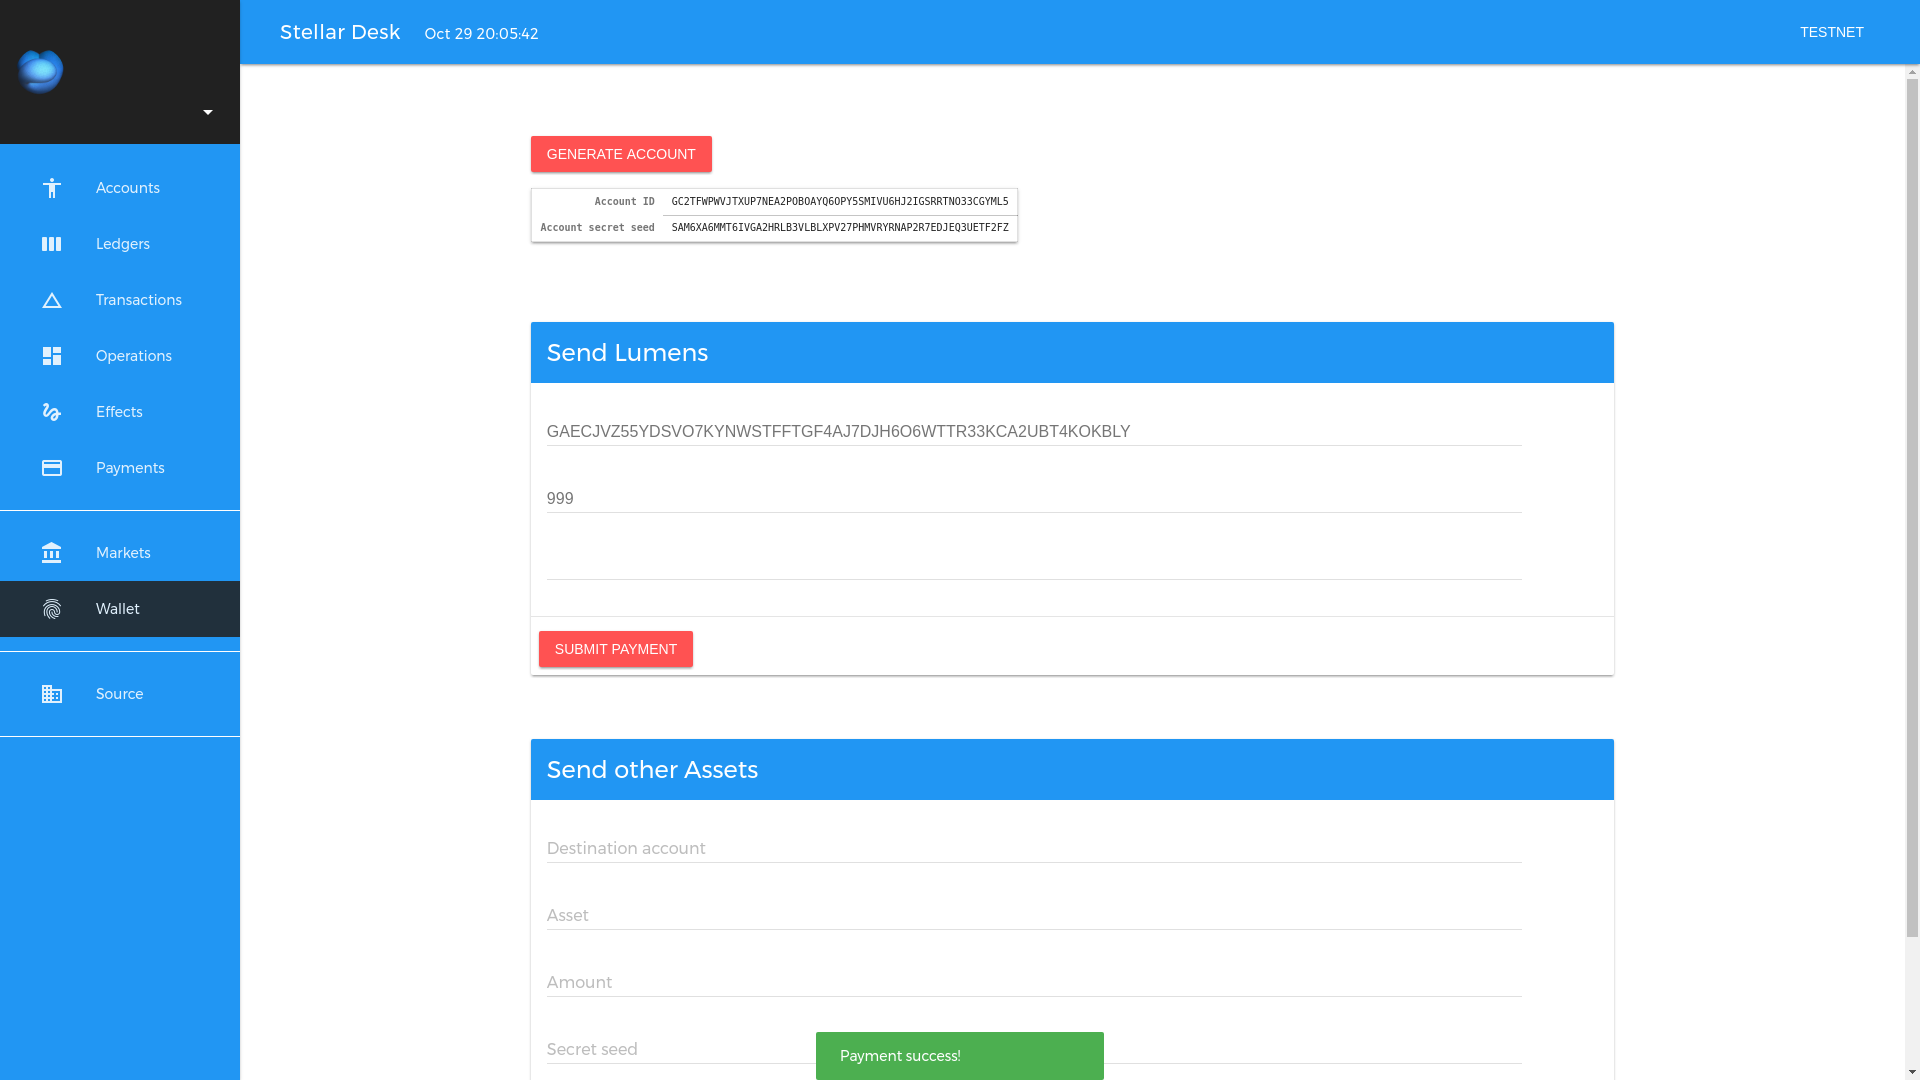 Stellar Desk Oct 29 20:05:42 TESTNET
Accounts
Ledgers
Transactions
Operations
Effects
Payments
Markets
Wallet
Source
GENERATE ACCOUNT
Account ID GC2TFWPWVJTXUP7NEA2POBOAYQ6OPY5SMIVU6HJ2IGSRRTNO33CGYML5
Account secret seed SAM6XA6MMT6IVGA2HRLB3VLBLXPV27PHMVRYRNAP2R7EDJEQ3UETF2FZ
Send Lumens
GAECJVZ55YDSVO7KYNWSTFFTGF4AJ7DJH6O6WTTR33KCA2UBT4KOKBLY
999
SUBMIT PAYMENT
Send other Assets
Destination account
Asset
Amount
Secret seed
Payment success!